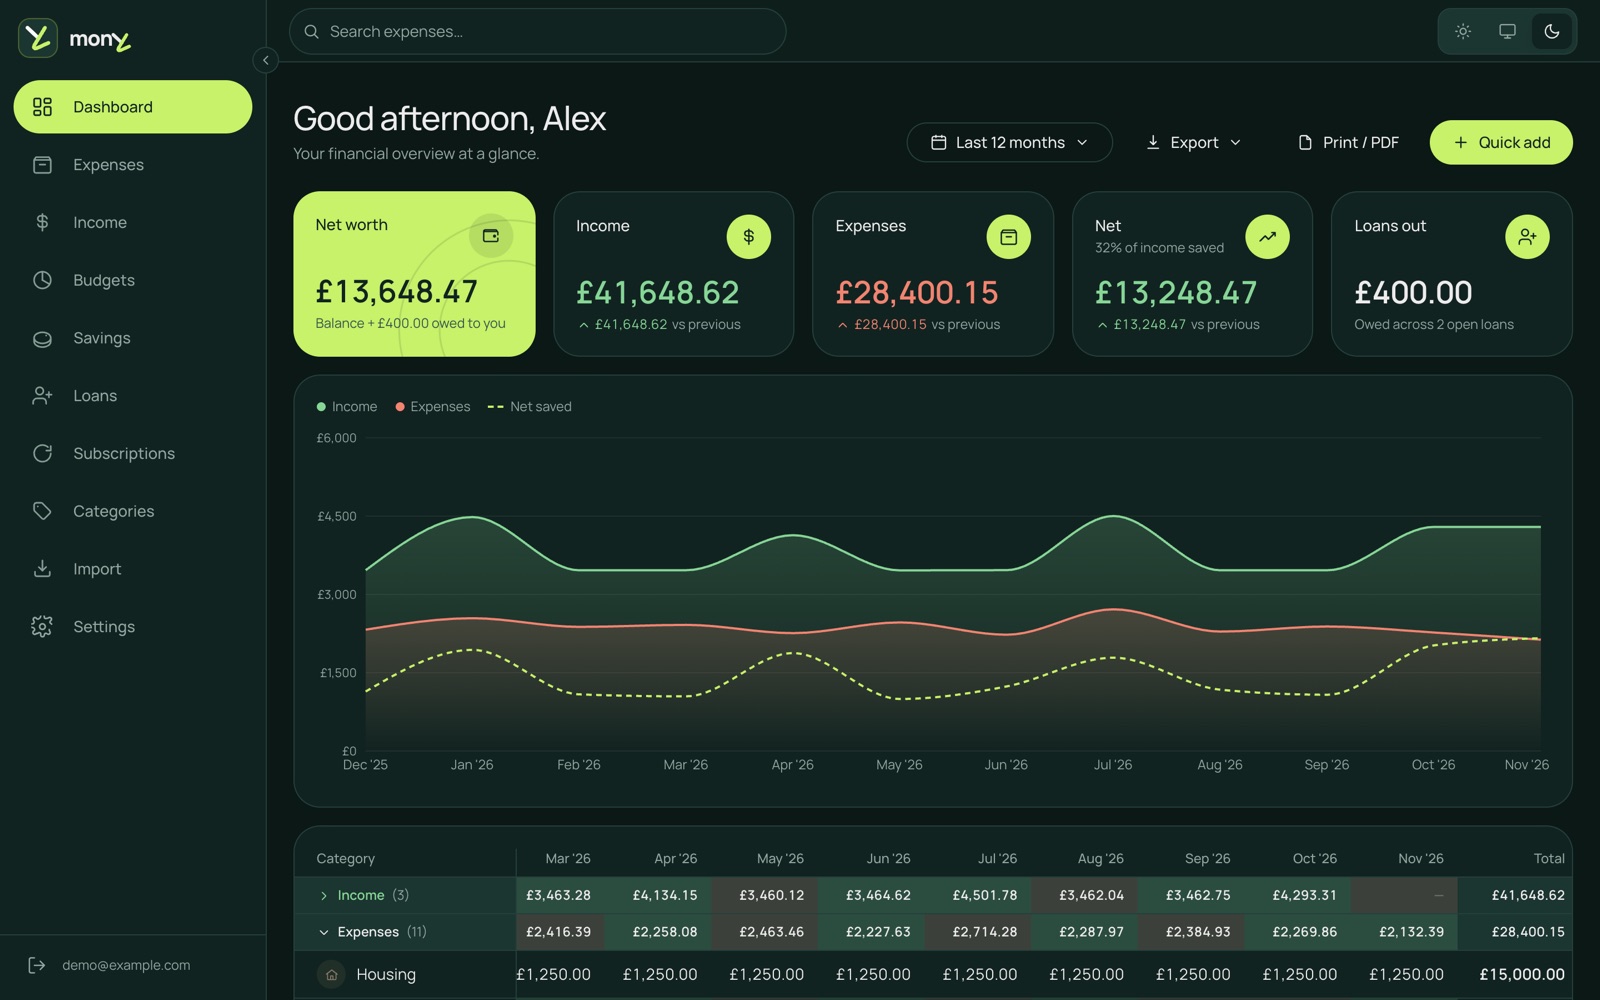 mony
Search expenses...
Dashboard
Expenses
Income
Budgets
Savings
Loans
Subscriptions
Categories
Import
Settings
demo@example.com
Good afternoon, Alex
Your financial overview at a glance.
Last 12 months
Export
Print / PDF
Quick add
Net worth
£13,648.47
Balance + £400.00 owed to you
Income
£41,648.62
£41,648.62 vs previous
Expenses
£28,400.15
£28,400.15 vs previous
Net
32% of income saved
£13,248.47
£13,248.47 vs previous
Loans out
£400.00
Owed across 2 open loans
Income Expenses Net saved
£6,000
£4,500
£3,000
£1,500
£0
Dec '25 Jan '26 Feb '26 Mar '26 Apr '26 May '26 Jun '26 Jul '26 Aug '26 Sep '26 Oct '26 Nov '26
Category Mar '26 Apr '26 May '26 Jun '26 Jul '26 Aug '26 Sep '26 Oct '26 Nov '26 Total
Income (3) £3,463.28 £4,134.15 £3,460.12 £3,464.62 £4,501.78 £3,462.04 £3,462.75 £4,293.31 — £41,648.62
Expenses (11) £2,416.39 £2,258.08 £2,463.46 £2,227.63 £2,714.28 £2,287.97 £2,384.93 £2,269.86 £2,132.39 £28,400.15
Housing £1,250.00 £1,250.00 £1,250.00 £1,250.00 £1,250.00 £1,250.00 £1,250.00 £1,250.00 £1,250.00 £15,000.00